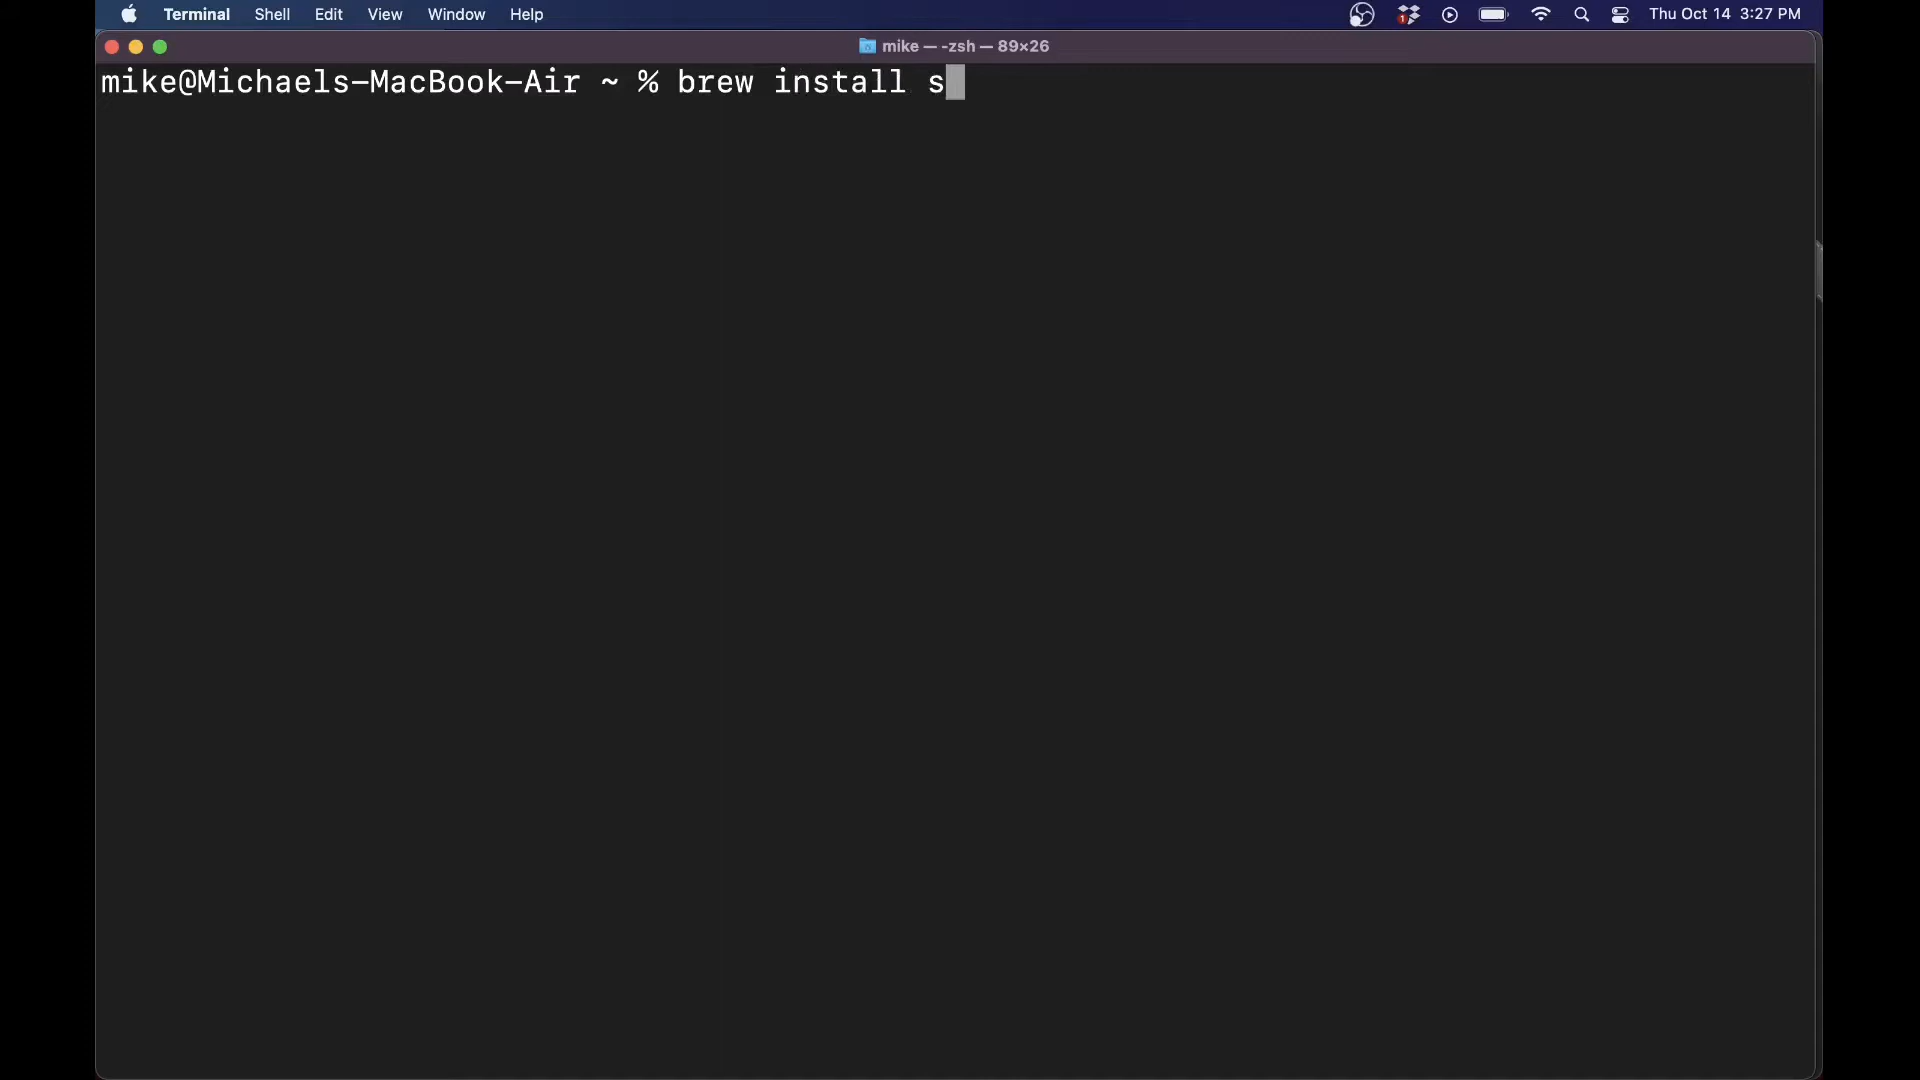 Terminal Shell Edit View Window Help 1 Thu Oct 14 3:27 PM
mike — -zsh — 89×26
mike@Michaels-MacBook-Air ~ % brew install s